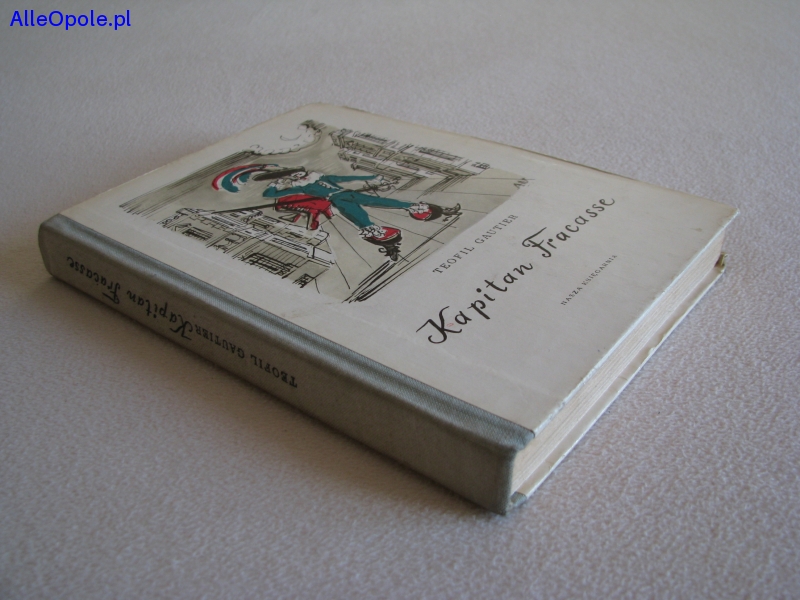 AlleOpole.pl
TEOFIL GAUTIER
Kapitan Fracasse
NASZA KSIĘGARNIA
TEOFIL GAUTIER Kapitan Fracasse